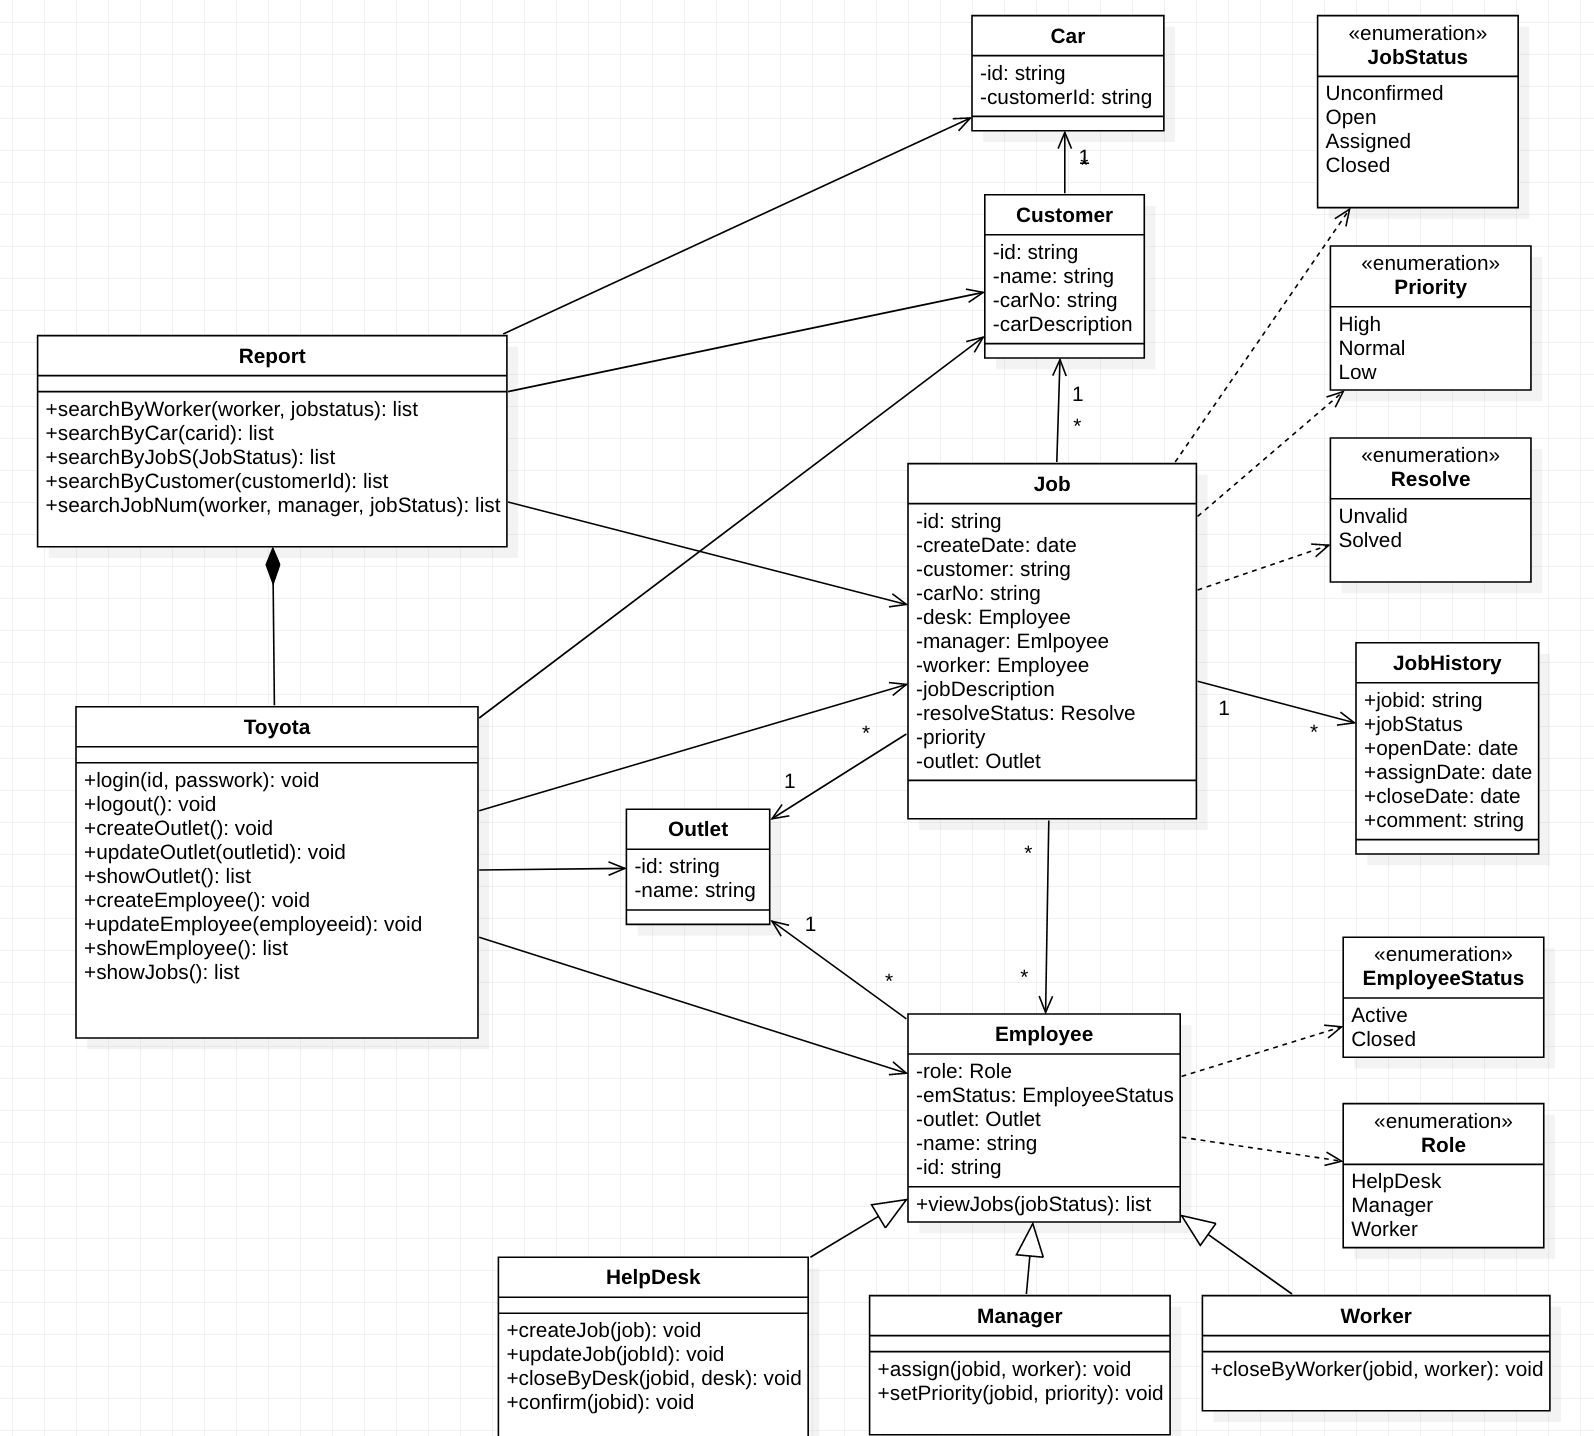 Car
-id: string
-customerId: string
1
*
Customer
-id: string
-name: string
-carNo: string
-carDescription
1
*
«enumeration»
JobStatus
Unconfirmed
Open
Assigned
Closed
«enumeration»
Priority
High
Normal
Low
«enumeration»
Resolve
Unvalid
Solved
Report
+searchByWorker(worker, jobstatus): list
+searchByCar(carid): list
+searchByJobS(JobStatus): list
+searchByCustomer(customerId): list
+searchJobNum(worker, manager, jobStatus): list
Job
-id: string
-createDate: date
-customer: string
-carNo: string
-desk: Employee
-manager: Emlpoyee
-worker: Employee
-jobDescription
-resolveStatus: Resolve
-priority
-outlet: Outlet
1
*
JobHistory
+jobid: string
+jobStatus
+openDate: date
+assignDate: date
+closeDate: date
+comment: string
Toyota
+login(id, passwork): void
+logout(): void
+createOutlet(): void
+updateOutlet(outletid): void
+showOutlet(): list
+createEmployee(): void
+updateEmployee(employeeid): void
+showEmployee(): list
+showJobs(): list
*
1
Outlet
-id: string
-name: string
1
*
*
*
Employee
-role: Role
-emStatus: EmployeeStatus
-outlet: Outlet
-name: string
-id: string
+viewJobs(jobStatus): list
«enumeration»
EmployeeStatus
Active
Closed
«enumeration»
Role
HelpDesk
Manager
Worker
HelpDesk
+createJob(job): void
+updateJob(jobId): void
+closeByDesk(jobid, desk): void
+confirm(jobid): void
Manager
+assign(jobid, worker): void
+setPriority(jobid, priority): void
Worker
+closeByWorker(jobid, worker): void